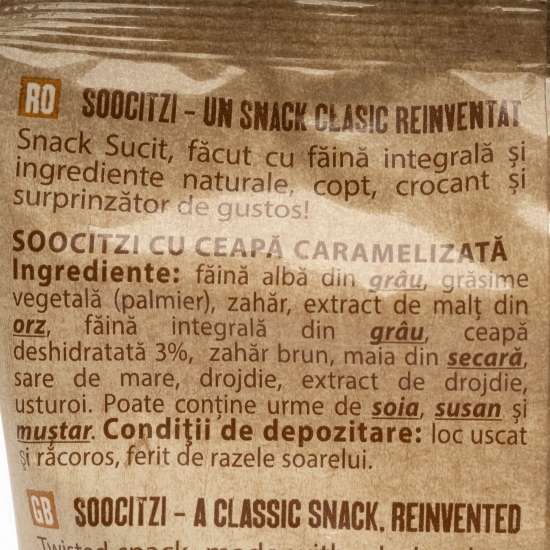 RO SOOCITZI – UN SNACK CLASIC REINVENTAT
Snack Sucit, făcut cu făină integrală și
ingrediente naturale, copt, crocant și
surprinzător de gustos!
SOOCITZI CU CEAPĂ CARAMELIZATĂ
Ingrediente: făină albă din grâu, grăsime
vegetală (palmier), zahăr, extract de malț din
orz, făină integrală din grâu, ceapă
deshidratată 3%, zahăr brun, maia din secară,
sare de mare, drojdie, extract de drojdie,
usturoi. Poate conține urme de soia, susan și
muștar. Condiții de depozitare: loc uscat
și răcoros, ferit de razele soarelui.
GB SOOCITZI – A CLASSIC SNACK, REINVENTED
Twisted snack, made with